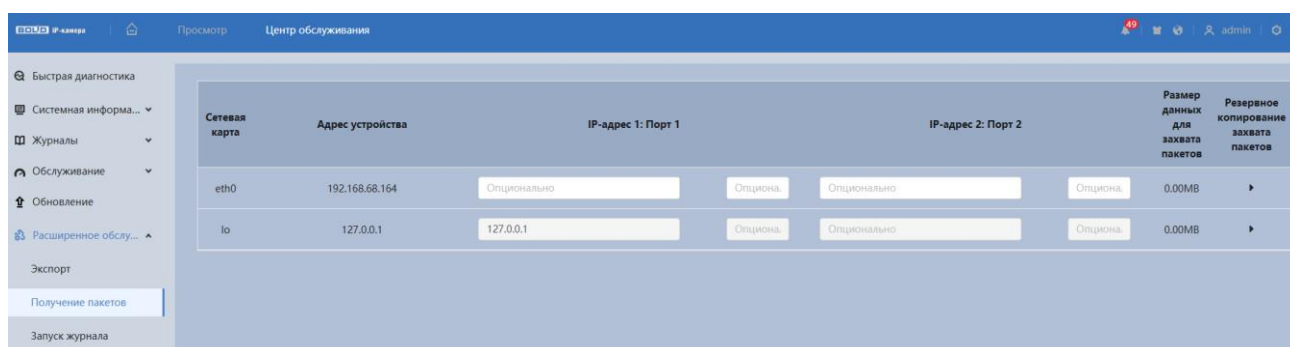 BOLID IP-камера
Просмотр
Центр обслуживания
49
admin
Быстрая диагностика
Системная информа...
Журналы
Обслуживание
Обновление
Расширенное обслу...
Экспорт
Получение пакетов
Запуск журнала
Сетевая
карта
Адрес устройства
IP-адрес 1: Порт 1
IP-адрес 2: Порт 2
Размер
данных
для
захвата
пакетов
Резервное
копирование
захвата
пакетов
eth0
192.168.68.164
Опционально
Опциона.
Опционально
Опциона.
0.00MB
lo
127.0.0.1
127.0.0.1
Опциона.
Опционально
Опциона.
0.00MB